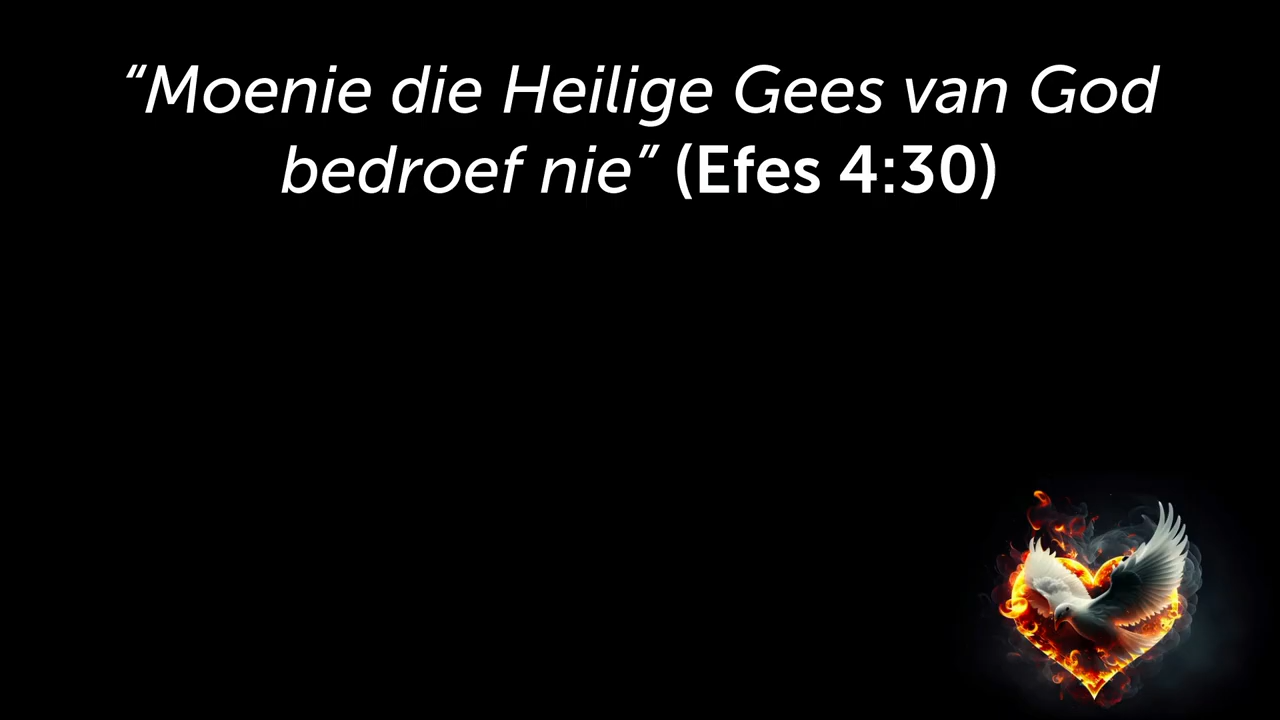 “Moenie die Heilige Gees van God
bedroef nie” (Efes 4:30)